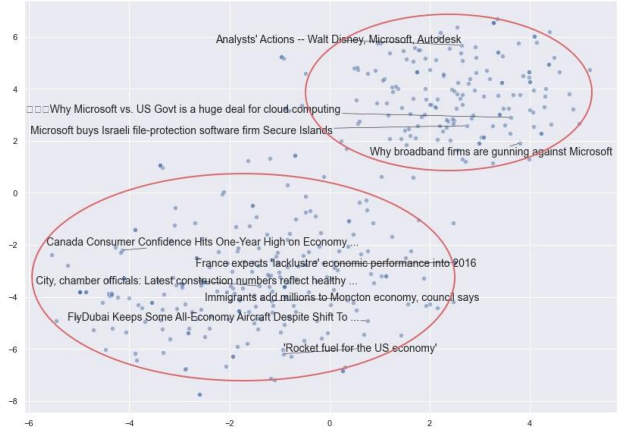 6
Analysts' Actions -- Walt Disney, Microsoft, Autodesk
4
□□□Why Microsoft vs. US Govt is a huge deal for cloud computing
Microsoft buys Israeli file-protection software firm Secure Islands
2
Why broadband firms are gunning against Microsoft
0
Canada Consumer Confidence Hits One-Year High on Economy ...
−2
France expects 'lacklustre' economic performance into 2016
City, chamber officials: Latest construction numbers reflect healthy ...
−4
Immigrants add millions to Moncton economy, council says
FlyDubai Keeps Some All-Economy Aircraft Despite Shift To ...
−6
'Rocket fuel for the US economy'
−8
−6 −4 −2 0 2 4